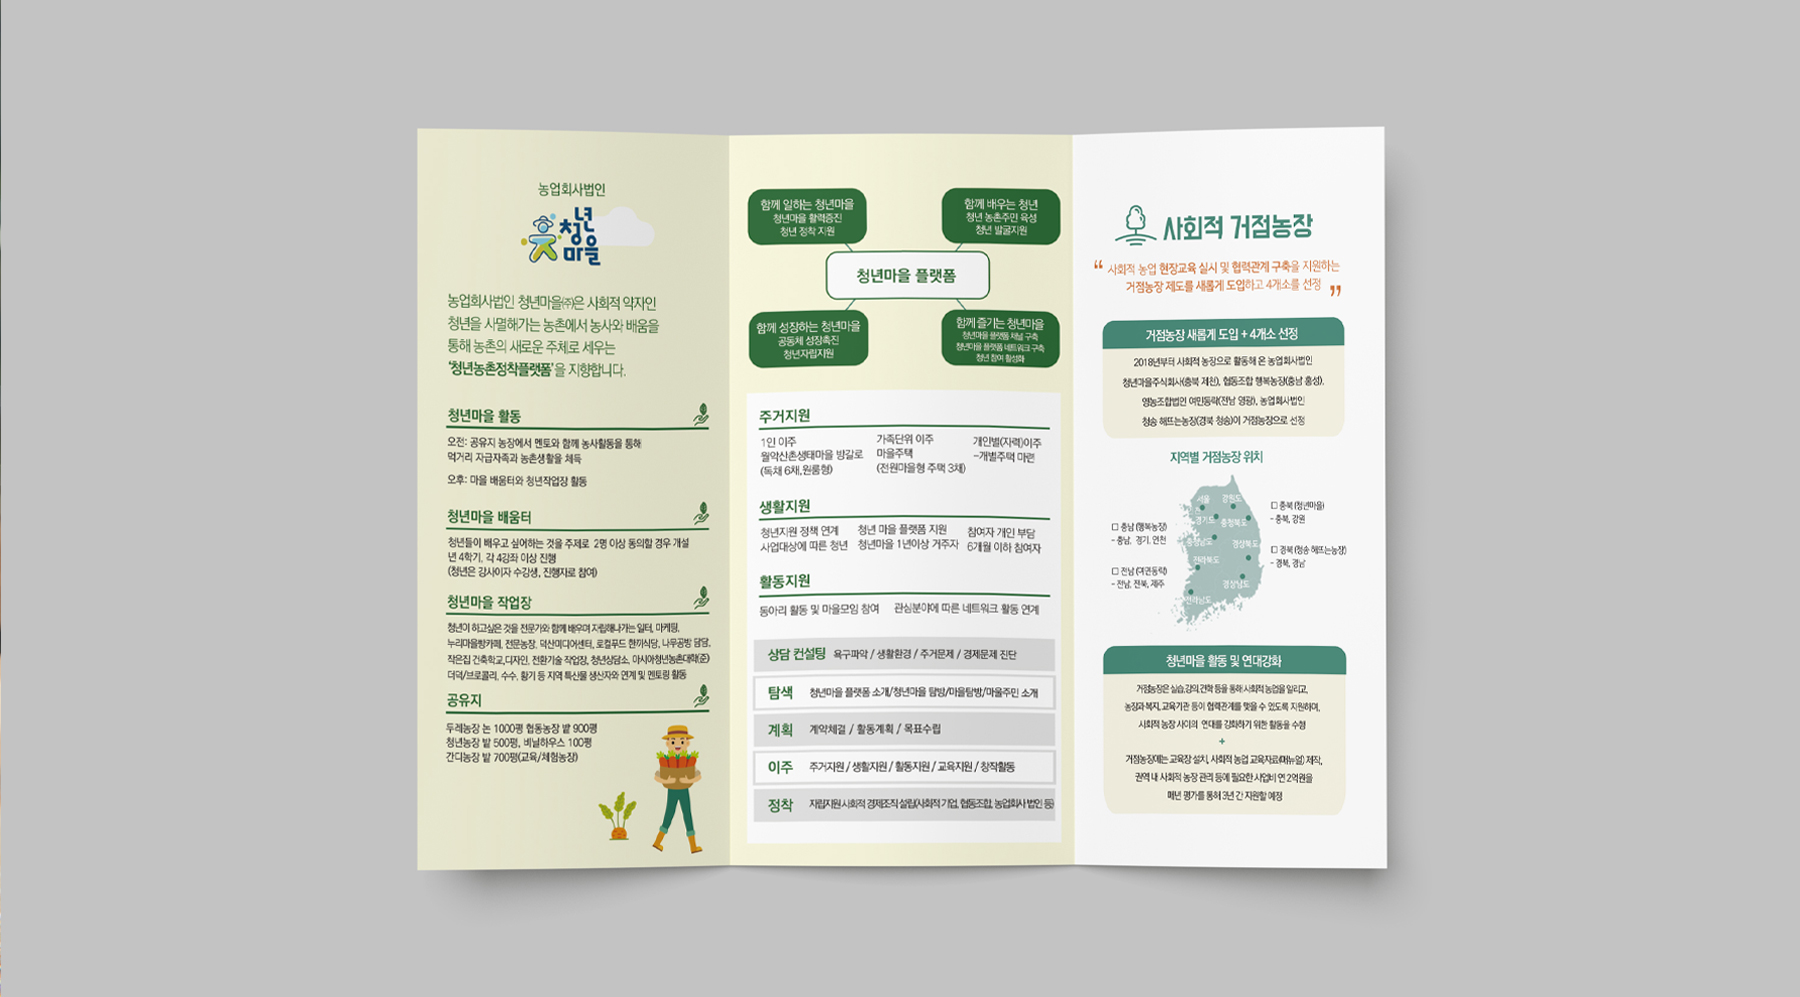 농업회사법인
청년
마을
농업회사법인 청년마을㈜은 사회적 약자인
청년을 사멸해가는 농촌에서 농사와 배움을
통해 농촌의 새로운 주체로 세우는
'청년농촌정착플랫폼'을 지향합니다.
청년마을 활동
오전: 공유지 농장에서 멘토와 함께 농사활동을 통해
먹거리 자급자족과 농촌생활을 체득
오후: 마을 배움터와 청년작업장 활동
청년마을 배움터
청년들이 배우고 싶어하는 것을 주제로 2명 이상 동의할 경우 개설
년 4학기, 각 4강좌 이상 진행
(청년은 강사이자 수강생, 진행자로 참여)
청년마을 작업장
청년이 하고싶은 것을 전문가와 함께 배우며 자립해나가는 일터, 마케팅,
누리마을빵카페, 전문농장, 덕산미디어센터, 로컬푸드 한끼식당, 나무공방 담담,
작은집 건축학교,디자인, 전환기술 작업장, 청년상담소, 아시아청년농촌대학(준)
더덕/브로콜리, 수수, 황기 등 지역 특산물 생산자와 연계 및 멘토링 활동
공유지
두레농장 논 1000평 협동농장 밭 900평
청년농장 밭 500평, 비닐하우스 100평
간디농장 밭 700평(교육/체험농장)
함께 일하는 청년마을
청년마을 활력증진
청년 정착 지원
함께 배우는 청년
청년 농촌주민 육성
청년 발굴지원
청년마을 플랫폼
함께 성장하는 청년마을
공동체 성장촉진
청년자립지원
함께 즐기는 청년마을
청년마을 플랫폼 채널 구축
청년마을 플랫폼 네트워크 구축
청년 참여 활성화
주거지원
1인 이주
월악산촌생태마을 방갈로
(독채 6채,원룸형)
가족단위 이주
마을주택
(전원마을형 주택 3채)
개인별(자력)이주
-개별주택 마련
생활지원
청년지원 정책 연계
사업대상에 따른 청년
청년 마을 플랫폼 지원
청년마을 1년이상 거주자
참여자 개인 부담
6개월 이하 참여자
활동지원
동아리 활동 및 마을모임 참여
관심분야에 따른 네트워크 활동 연계
상담 컨설팅 욕구파악 / 생활환경 / 주거문제 / 경제문제 진단
탐색 청년마을 플랫폼 소개/청년마을 탐방/마을탐방/마을주민 소개
계획 계약체결 / 활동계획 / 목표수립
이주 주거지원 / 생활지원 / 활동지원 / 교육지원 / 창작활동
정착 자립지원 사회적 경제조직 설립(사회적 기업, 협동조합, 농업회사 법인 등)
사회적 거점농장
“ 사회적 농업 현장교육 실시 및 협력관계 구축을 지원하는
거점농장 제도를 새롭게 도입하고 4개소를 선정 ”
거점농장 새롭게 도입 + 4개소 선정
2018년부터 사회적 농장으로 활동해 온 농업회사법인
청년마을주식회사(충북 제천), 협동조합 행복농장(충남 홍성),
영농조합법인 여민동락(전남 영광), 농업회사법인
청송 해뜨는농장(경북 청송)이 거점농장으로 선정
지역별 거점농장 위치
서울
강원도
경기도
충청북도
충청남도
경상북도
전라북도
경상남도
전라남도
□ 충남 (행복농장)
- 충남, 경기, 인천
□ 전남 (여민동락)
- 전남, 전북, 제주
□ 충북 (청년마을)
- 충북, 강원
□ 경북 (청송 해뜨는농장)
- 경북, 경남
청년마을 활동 및 연대강화
거점농장은 실습,강의,견학 등을 통해 사회적 농업을 알리고,
농장과 복지, 교육기관 등이 협력관계를 맺을 수 있도록 지원하며,
사회적 농장 사이의 연대를 강화하기 위한 활동을 수행
+
거점농장에는 교육장 설치, 사회적 농업 교육자료(매뉴얼) 제작,
권역 내 사회적 농장 관리 등에 필요한 사업비 연 2억원을
매년 평가를 통해 3년 간 지원할 예정